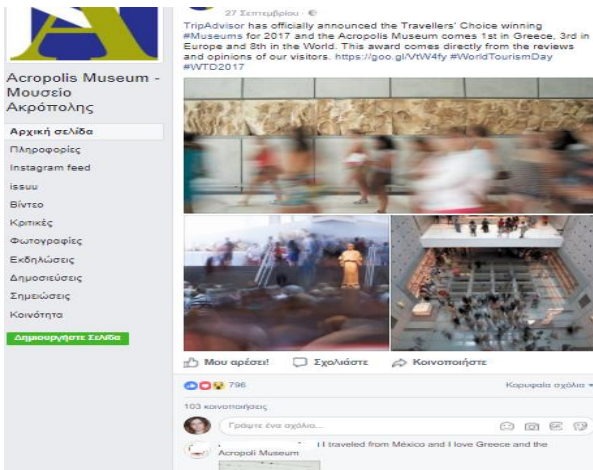 Acropolis Museum -
Μουσείο
Ακρόπολης
Αρχική σελίδα
Πληροφορίες
Instagram feed
issuu
Βίντεο
Κριτικές
Φωτογραφίες
Εκδηλώσεις
Δημοσιεύσεις
Σημειώσεις
Κοινότητα
Δημιουργήστε Σελίδα
27 Σεπτεμβρίου ·
TripAdvisor has officially announced the Travellers' Choice winning
#Museums for 2017 and the Acropolis Museum comes 1st in Greece, 3rd in
Europe and 8th in the World. This award comes directly from the reviews
and opinions of our visitors. https://goo.gl/VtW4fy #WorldTourismDay
#WTD2017
Μου αρέσει! Σχολιάστε Κοινοποιήστε
796 Κορυφαία σχόλια
103 κοινοποιήσεις
Γράψτε ένα σχόλιο...
I traveled from México and I love Greece and the
Acropoli Museum